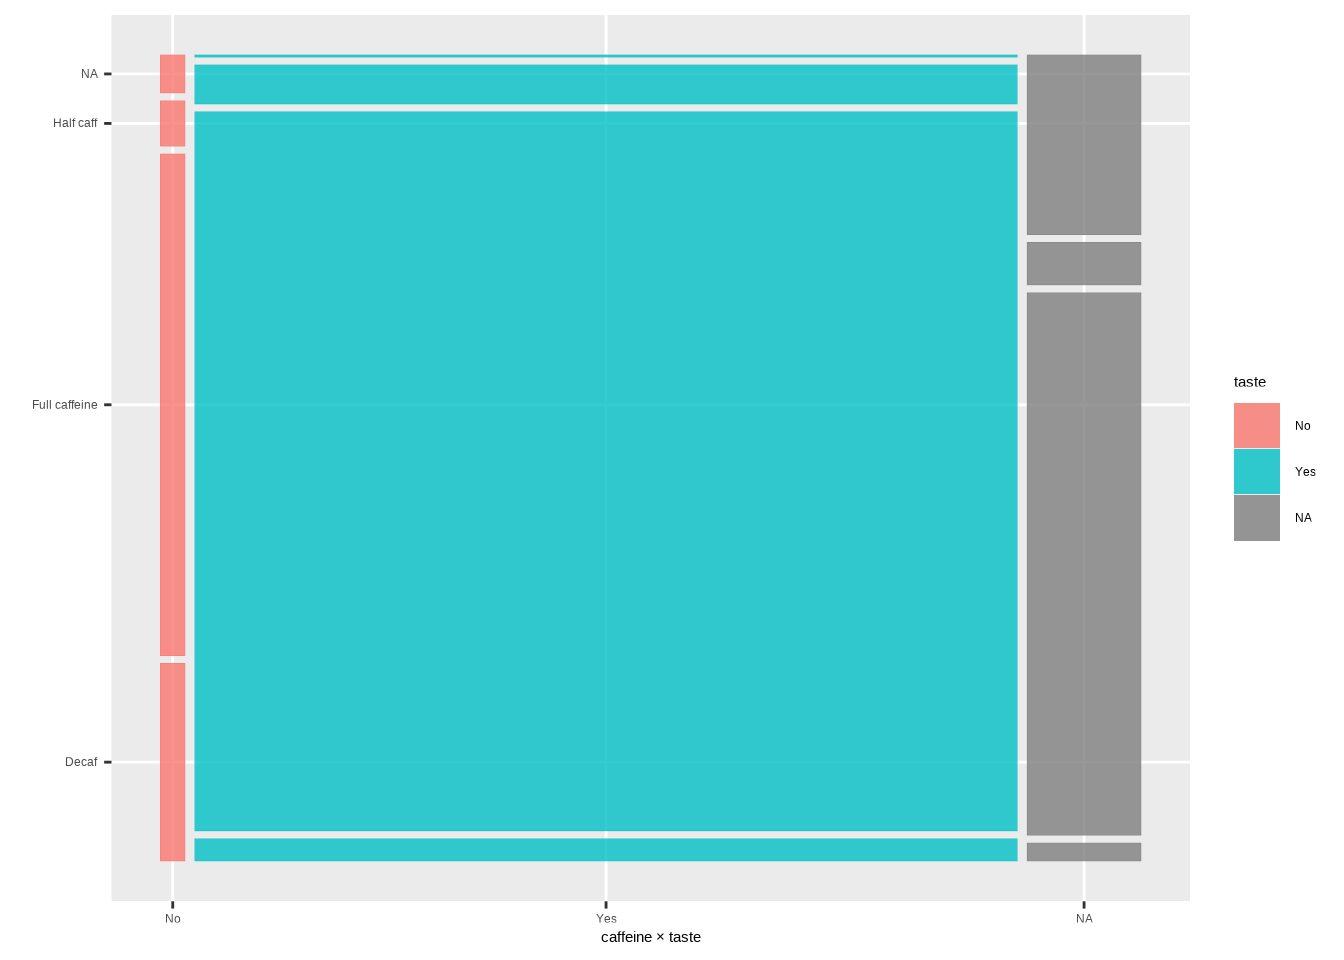 NA
Half caff
Full caffeine
Decaf
No
Yes
NA
caffeine × taste
taste
No
Yes
NA